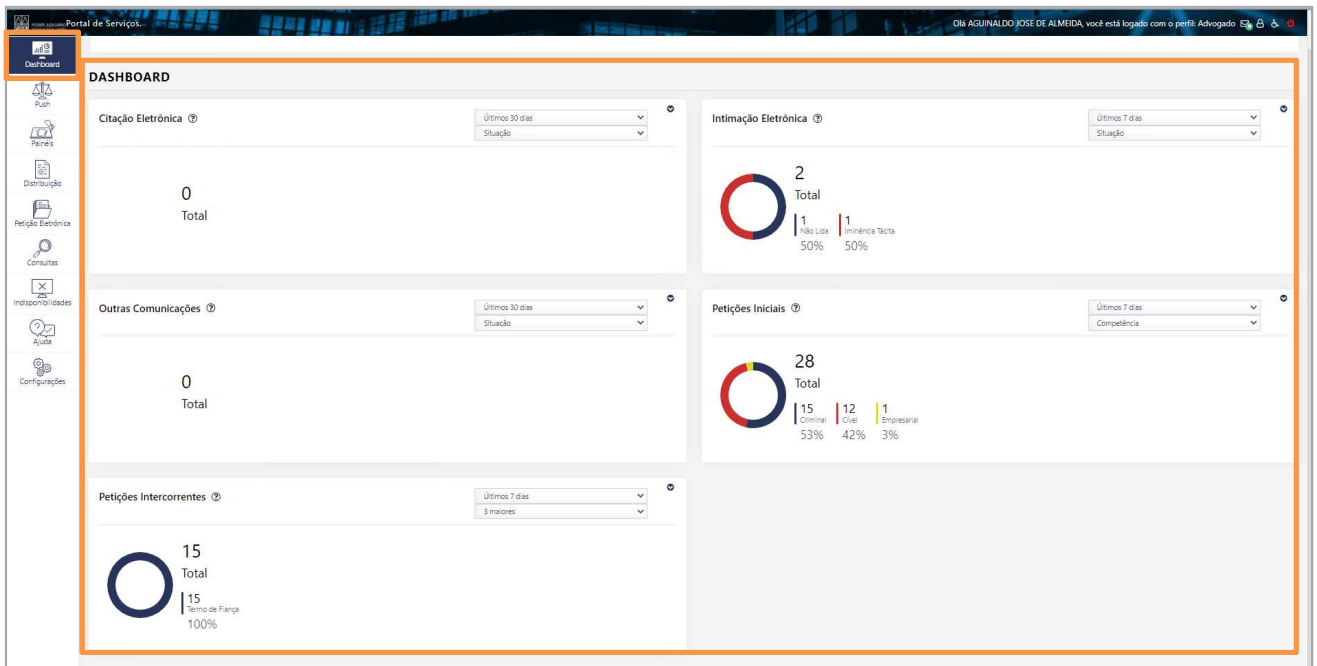 PODER JUDICIÁRIO Portal de Serviços.
Olá AGUINALDO JOSE DE ALMEIDA, você está logado com o perfil: Advogado
Dashboard
Push
Painéis
Distribuição
Petição Eletrônica
Consultas
Indisponibilidades
Ajuda
Configurações
DASHBOARD
Citação Eletrônica
Últimos 30 dias
Situação
0
Total
Intimação Eletrônica
Últimos 7 dias
Situação
2
Total
1 1
Não Lida Iminência Tácita
50% 50%
Outras Comunicações
Últimos 30 dias
Situação
0
Total
Petições Iniciais
Últimos 7 dias
Competência
28
Total
15 12 1
Criminal Cível Empresarial
53% 42% 3%
Petições Intercorrentes
Últimos 7 dias
3 maiores
15
Total
15
Termo de Fiança
100%